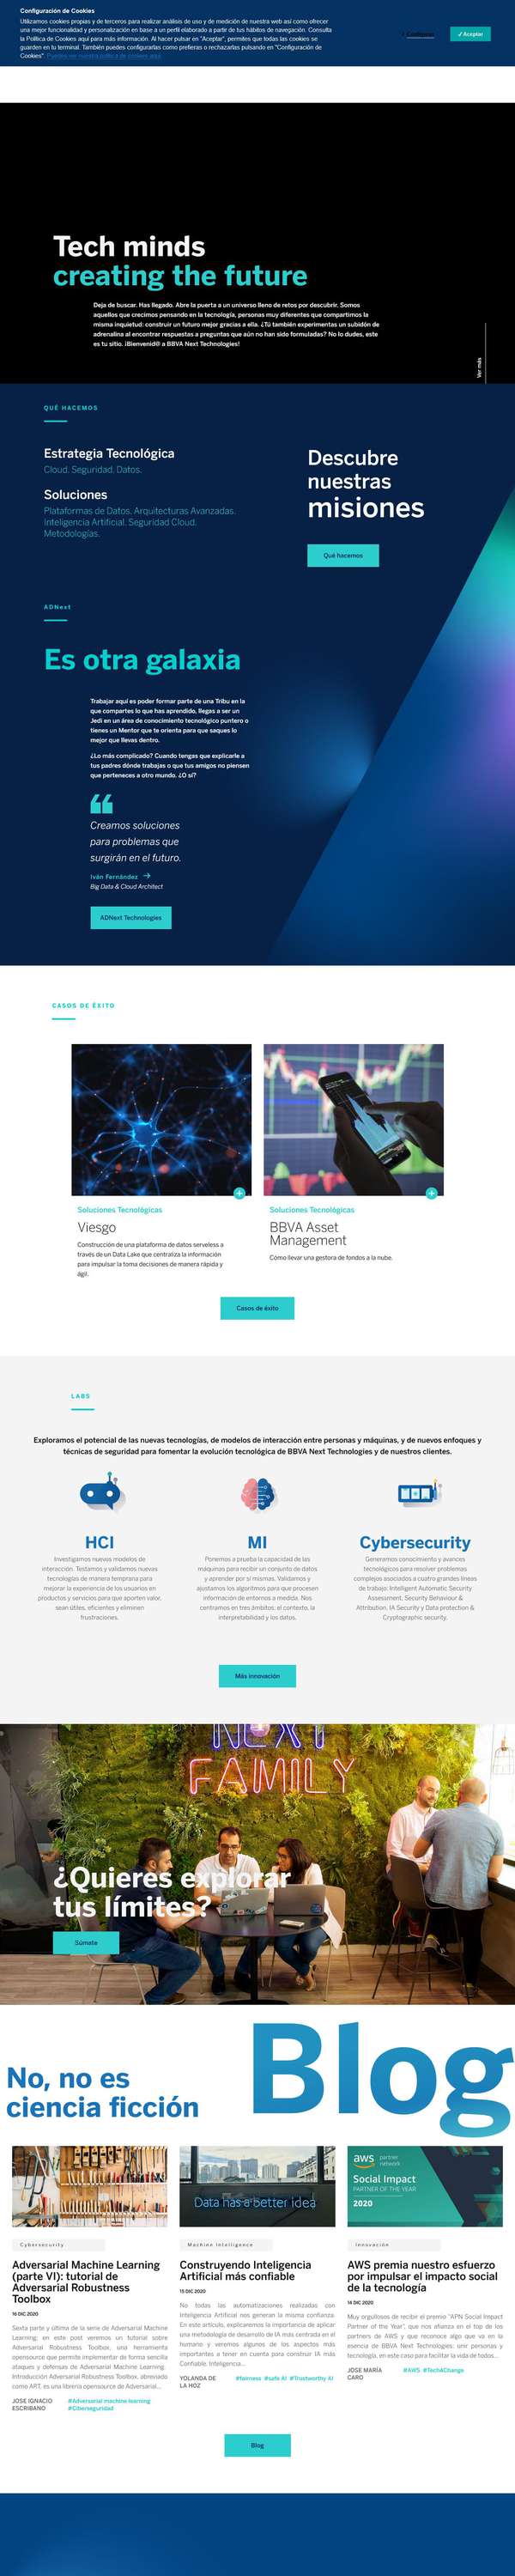 Configuración de Cookies
Utilizamos cookies propias y de terceros para realizar análisis de uso y de medición de nuestra web así como ofrecer
una mejor funcionalidad y personalización en base a un perfil elaborado a partir de tus hábitos de navegación. Consulta
la Política de Cookies aquí para más información. Al hacer pulsar en "Aceptar", permites que todas las cookies se
guarden en tu terminal. También puedes configurarlas como prefieras o rechazarlas pulsando en "Configuración de
Cookies". Puedes ver nuestra política de cookies aquí
Configurar
✓ Aceptar
Tech minds
creating the future
Deja de buscar. Has llegado. Abre la puerta a un universo lleno de retos por descubrir. Somos
aquellos que crecimos pensando en la tecnología, personas muy diferentes que compartimos la
misma inquietud: construir un futuro mejor gracias a ella. ¿Tú también experimentas un subidón de
adrenalina al encontrar respuestas a preguntas que aún no han sido formuladas? No lo dudes, este
es tu sitio. ¡Bienvenid@ a BBVA Next Technologies!
Ver más
QUÉ HACEMOS
Estrategia Tecnológica
Cloud. Seguridad. Datos.
Soluciones
Plataformas de Datos. Arquitecturas Avanzadas.
Inteligencia Artificial. Seguridad Cloud.
Metodologías.
Descubre
nuestras
misiones
Qué hacemos
ADNext
Es otra galaxia
Trabajar aquí es poder formar parte de una Tribu en la
que compartes lo que has aprendido, llegas a ser un
Jedi en un área de conocimiento tecnológico puntero o
tienes un Mentor que te orienta para que saques lo
mejor que llevas dentro.
¿Lo más complicado? Cuando tengas que explicarle a
tus padres dónde trabajas o que tus amigos no piensen
que perteneces a otro mundo. ¿O sí?
Creamos soluciones
para problemas que
surgirán en el futuro.
Iván Fernández →
Big Data & Cloud Architect
ADNext Technologies
CASOS DE ÉXITO
Soluciones Tecnológicas
Viesgo
Construcción de una plataforma de datos serveless a
través de un Data Lake que centraliza la información
para impulsar la toma decisiones de manera rápida y
ágil.
Soluciones Tecnológicas
BBVA Asset
Management
Cómo llevar una gestora de fondos a la nube.
Casos de éxito
LABS
Exploramos el potencial de las nuevas tecnologías, de modelos de interacción entre personas y máquinas, y de nuevos enfoques y
técnicas de seguridad para fomentar la evolución tecnológica de BBVA Next Technologies y de nuestros clientes.
HCI
Investigamos nuevos modelos de
interacción. Testamos y validamos nuevas
tecnologías de manera temprana para
mejorar la experiencia de los usuarios en
productos y servicios para que aporten valor,
sean útiles, eficientes y eliminen
frustraciones.
MI
Ponemos a prueba la capacidad de las
máquinas para recibir un conjunto de datos
y aprender por sí mismas. Validamos y
ajustamos los algoritmos para que procesen
información de entornos a medida. Nos
centramos en tres ámbitos: el contexto, la
interpretabilidad y los datos.
Cybersecurity
Generamos conocimiento y avances
tecnológicos para resolver problemas
complejos asociados a cuatro grandes líneas
de trabajo: Intelligent Automatic Security
Assessment, Security Behaviour &
Attribution, IA Security y Data protection &
Cryptographic security.
Más innovación
NEXT
FAMILY
¿Quieres explorar
tus límites?
Súmate
Blog
No, no es
ciencia ficción
Cybersecurity
Adversarial Machine Learning
(parte VI): tutorial de
Adversarial Robustness
Toolbox
16 DIC 2020
Sexta parte y última de la serie de Adversarial Machine
Learning; en este post veremos un tutorial sobre
Adversarial Robustness Toolbox, una herramienta
opensource que permite implementar de forma sencilla
ataques y defensas de Adversarial Machine Learning.
Introducción Adversarial Robustness Toolbox, abreviado
como ART, es una librería opensource de Adversarial...
JOSE IGNACIO
ESCRIBANO
#Adversarial machine learning
#Ciberseguridad
Data has a better idea
Machine Intelligence
Construyendo Inteligencia
Artificial más confiable
15 DIC 2020
No todas las automatizaciones realizadas con
Inteligencia Artificial nos generan la misma confianza.
En este artículo, explicaremos la importancia de aplicar
una metodología de desarrollo de IA más centrada en el
humano y veremos algunos de los aspectos más
importantes a tener en cuenta para construir IA más
Confiable. Inteligencia...
YOLANDA DE
LA HOZ
#fairness #safe AI #Trustworthy AI
aws partner
network
Social Impact
PARTNER OF THE YEAR
2020
Innovación
AWS premia nuestro esfuerzo
por impulsar el impacto social
de la tecnología
14 DIC 2020
Muy orgullosos de recibir el premio "APN Social Impact
Partner of the Year", que nos afianza en el top de los
partners de AWS y que reconoce algo que va en la
esencia de BBVA Next Technologies: unir personas y
tecnología, en este caso para facilitar la vida de todos...
JOSE MARÍA
CARO
#AWS #TechAChange
Blog